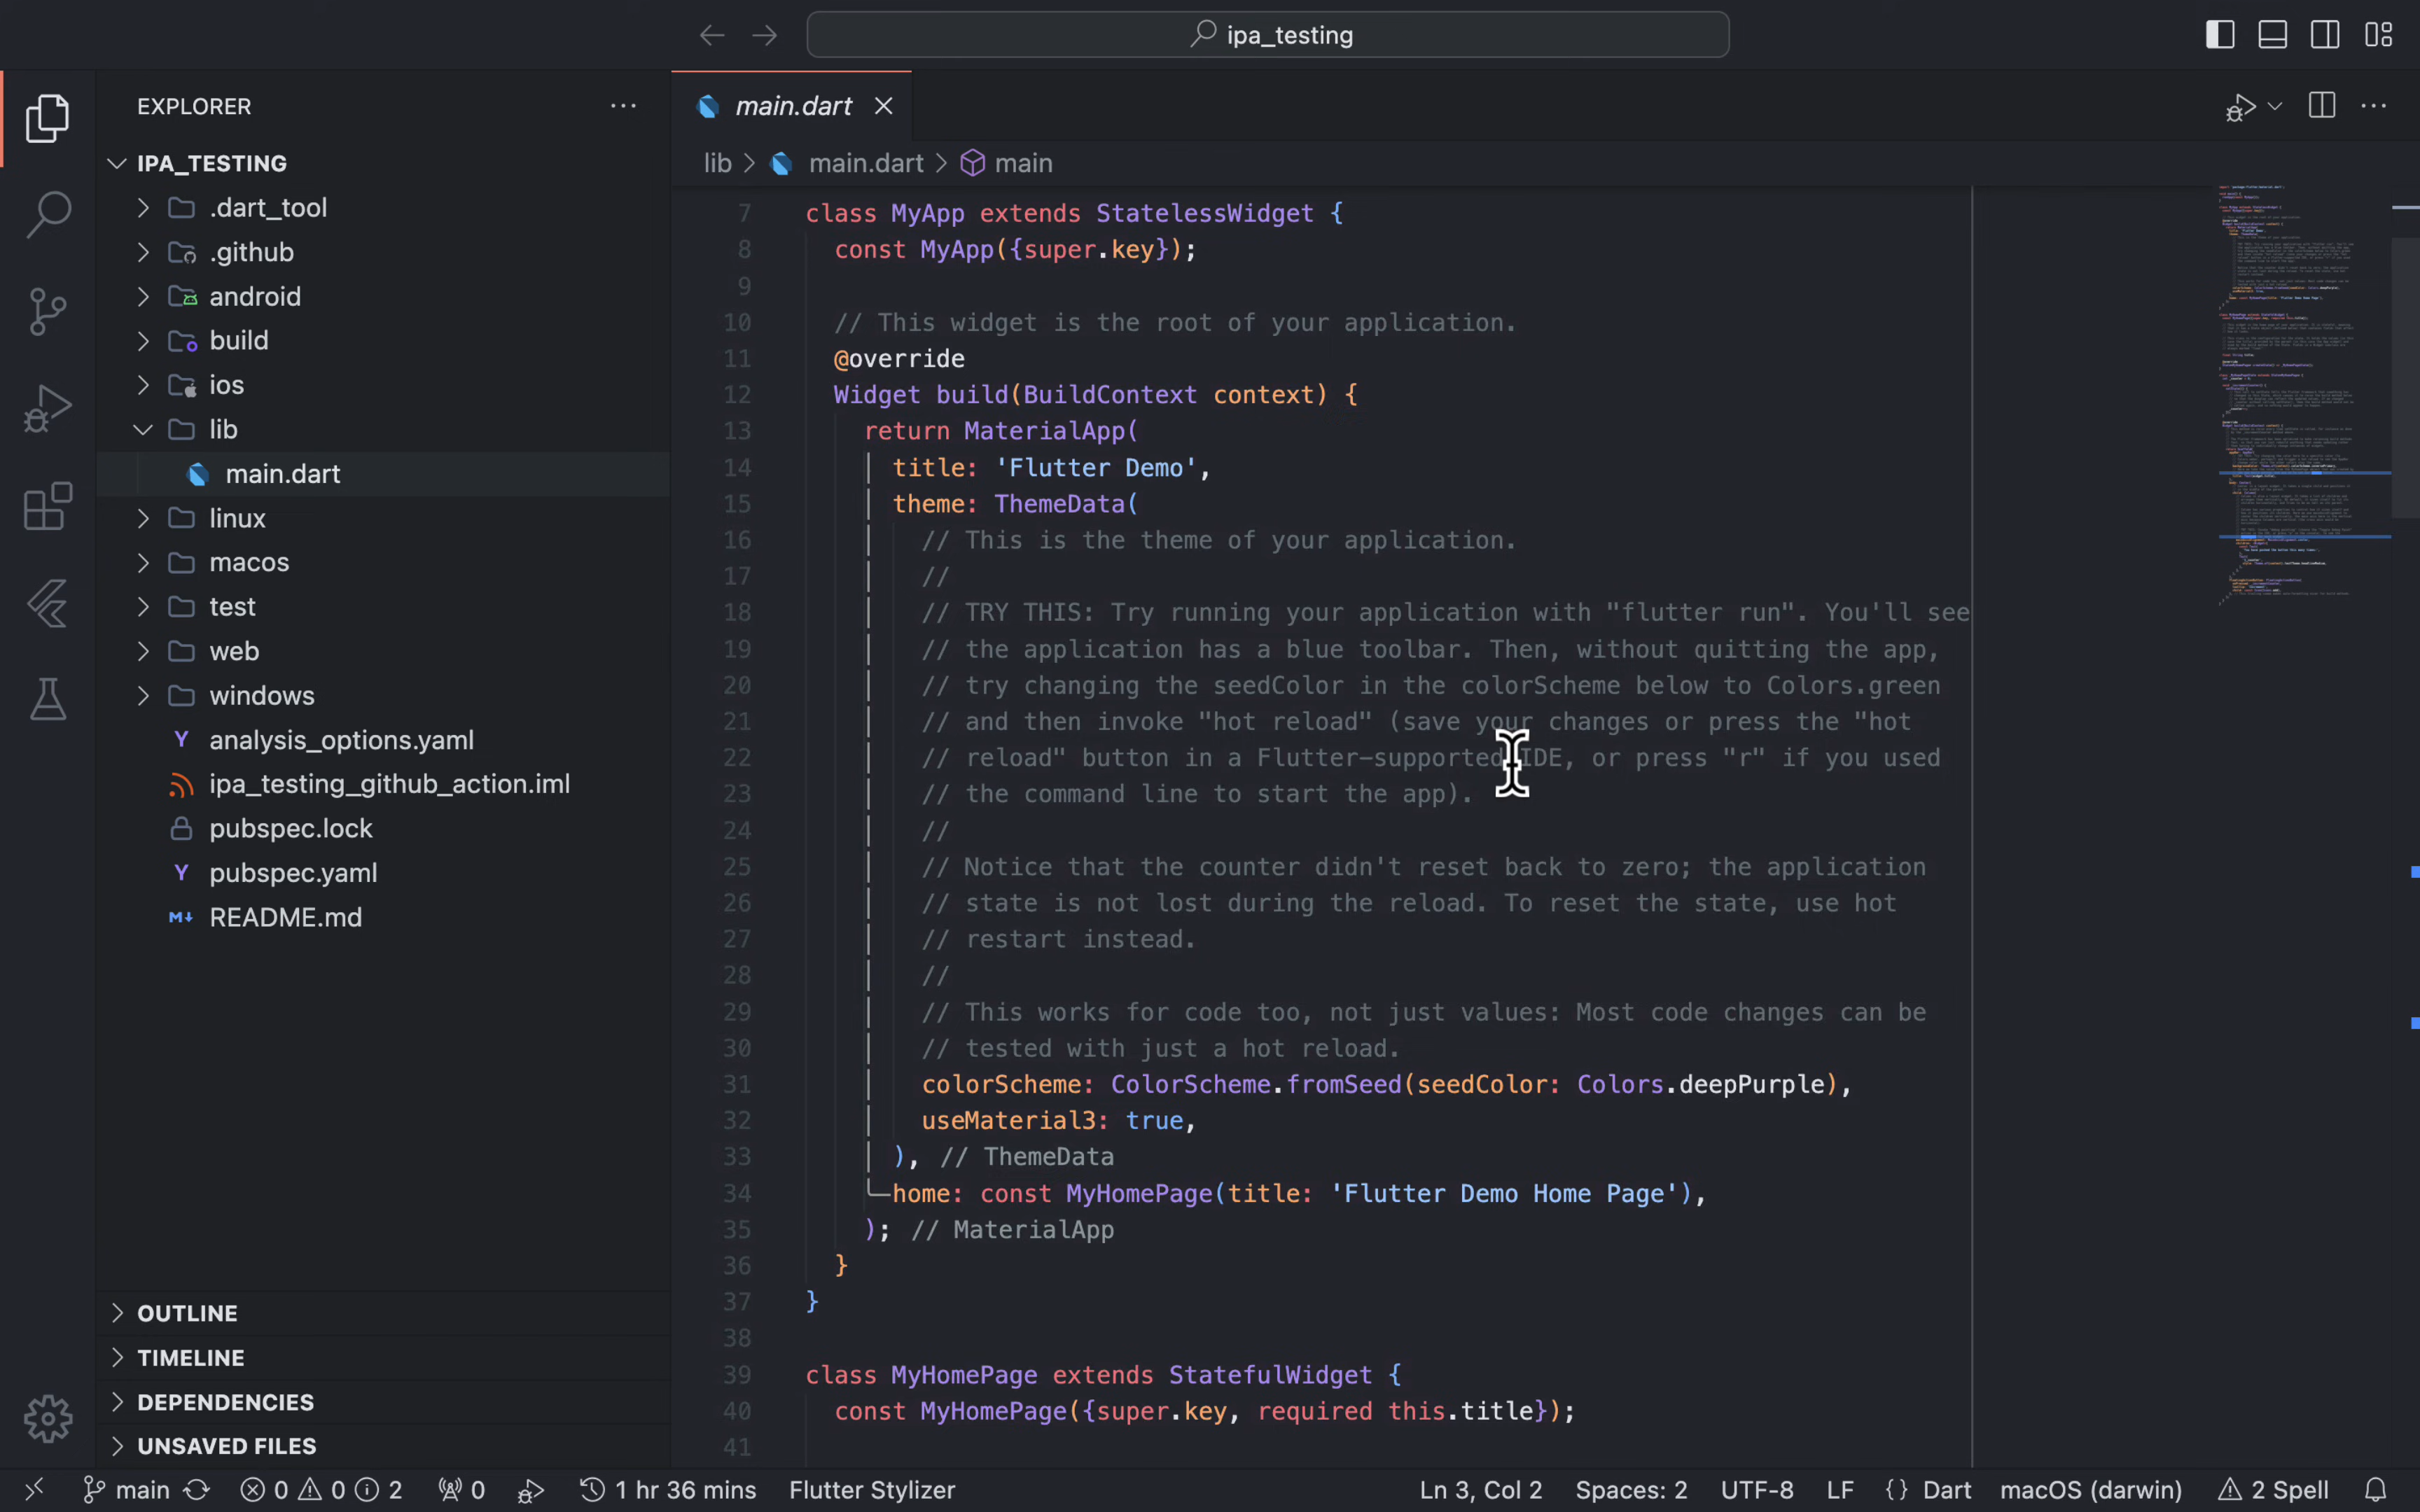 ipa_testing
EXPLORER
IPA_TESTING
.dart_tool
.github
android
build
ios
lib
main.dart
linux
macos
test
web
windows
analysis_options.yaml
ipa_testing_github_action.iml
pubspec.lock
pubspec.yaml
README.md
OUTLINE
TIMELINE
DEPENDENCIES
UNSAVED FILES
main.dart
lib > main.dart > main
7 class MyApp extends StatelessWidget {
8 const MyApp({super.key});
9
10 // This widget is the root of your application.
11 @override
12 Widget build(BuildContext context) {
13 return MaterialApp(
14 title: 'Flutter Demo',
15 theme: ThemeData(
16 // This is the theme of your application.
17 //
18 // TRY THIS: Try running your application with "flutter run". You'll see
19 // the application has a blue toolbar. Then, without quitting the app,
20 // try changing the seedColor in the colorScheme below to Colors.green
21 // and then invoke "hot reload" (save your changes or press the "hot
22 // reload" button in a Flutter-supported IDE, or press "r" if you used
23 // the command line to start the app).
24 //
25 // Notice that the counter didn't reset back to zero; the application
26 // state is not lost during the reload. To reset the state, use hot
27 // restart instead.
28 //
29 // This works for code too, not just values: Most code changes can be
30 // tested with just a hot reload.
31 colorScheme: ColorScheme.fromSeed(seedColor: Colors.deepPurple),
32 useMaterial3: true,
33 ), // ThemeData
34 home: const MyHomePage(title: 'Flutter Demo Home Page'),
35 ); // MaterialApp
36 }
37 }
38
39 class MyHomePage extends StatefulWidget {
40 const MyHomePage({super.key, required this.title});
41
main 0 0 2 0 1 hr 36 mins Flutter Stylizer Ln 3, Col 2 Spaces: 2 UTF-8 LF {} Dart macOS (darwin) 2 Spell